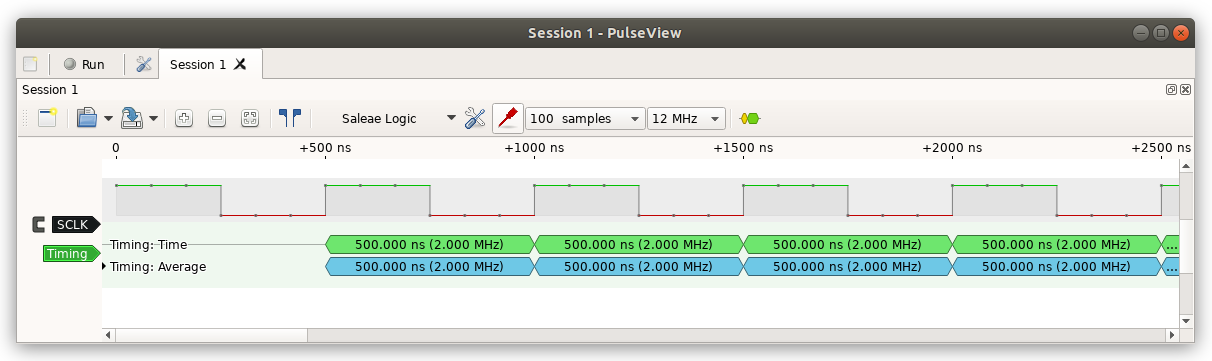 Session 1 - PulseView
Run
Session 1
Session 1
Saleae Logic
100 samples
12 MHz
0 +500 ns +1000 ns +1500 ns +2000 ns +2500 ns
SCLK
Timing: Time 500.000 ns (2.000 MHz) 500.000 ns (2.000 MHz) 500.000 ns (2.000 MHz) 500.000 ns (2.000 MHz) ...
Timing
Timing: Average 500.000 ns (2.000 MHz) 500.000 ns (2.000 MHz) 500.000 ns (2.000 MHz) 500.000 ns (2.000 MHz) ...